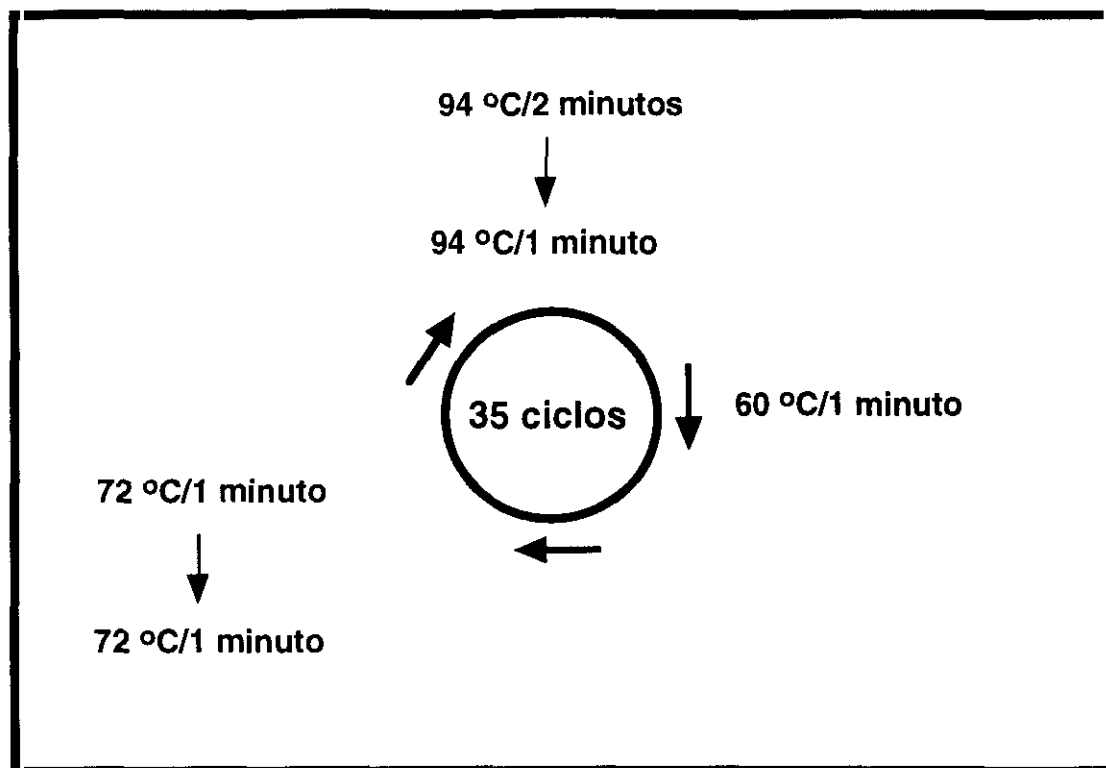 94 ºC/2 minutos
94 ºC/1 minuto
35 ciclos
60 ºC/1 minuto
72 ºC/1 minuto
72 ºC/1 minuto